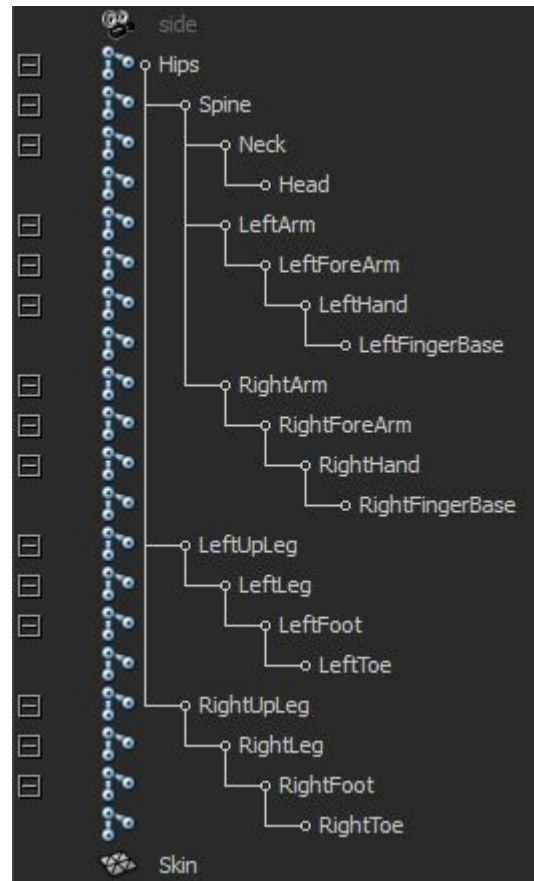 side
Hips
Spine
Neck
Head
LeftArm
LeftForeArm
LeftHand
LeftFingerBase
RightArm
RightForeArm
RightHand
RightFingerBase
LeftUpLeg
LeftLeg
LeftFoot
LeftToe
RightUpLeg
RightLeg
RightFoot
RightToe
Skin